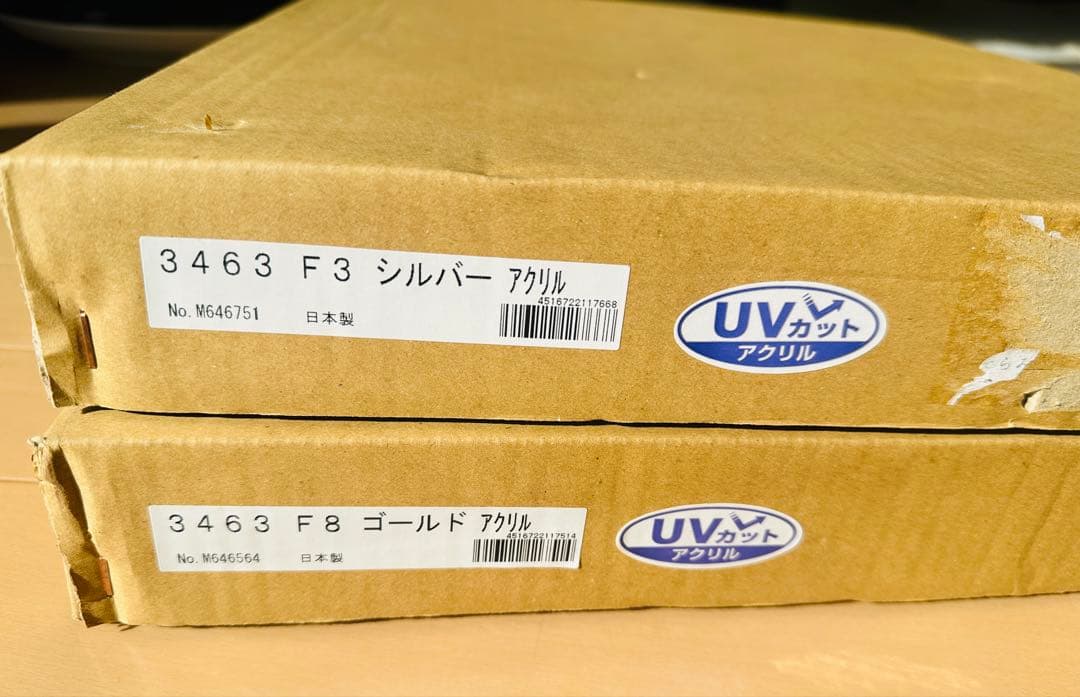 ３４６３ Ｆ３ シルバー ｱｸﾘﾙ
4516722117668
No. M646751 日本製
UVカット
アクリル
３４６３ Ｆ８ ゴールド ｱｸﾘﾙ
4516722117514
No. M646564 日本製
UVカット
アクリル